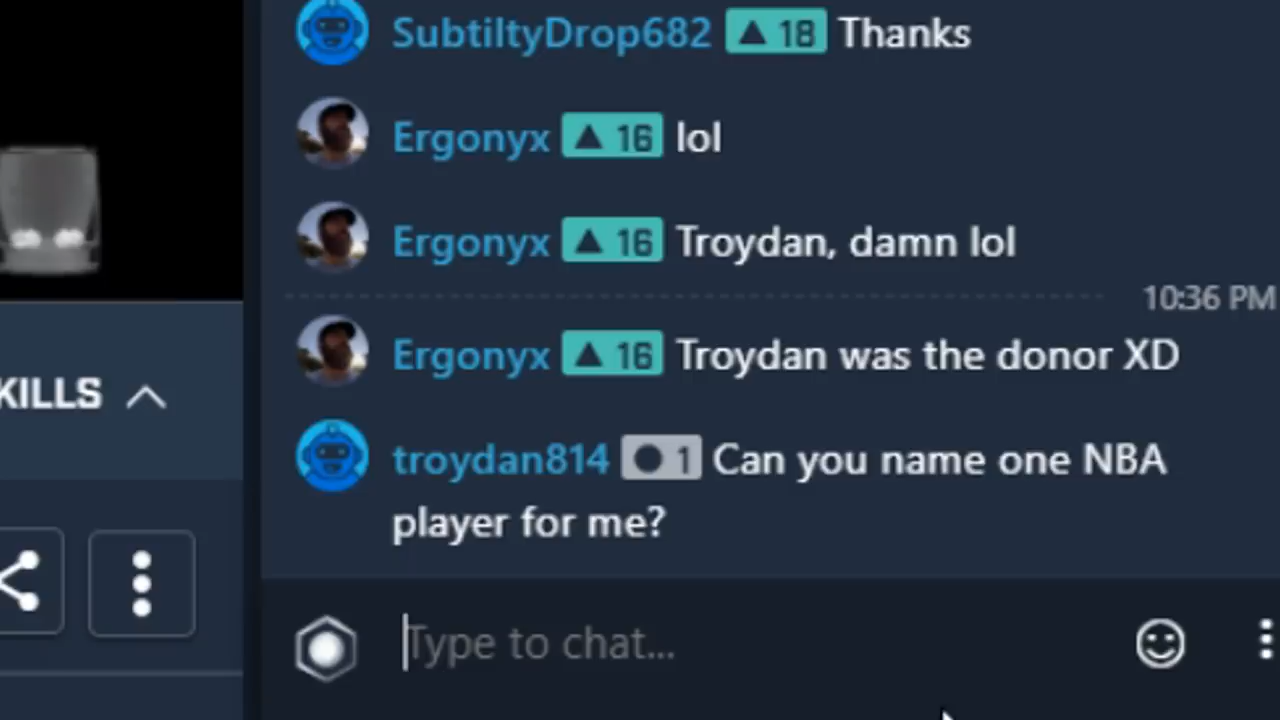 SubtiltyDrop682 ▲ 18 Thanks
Ergonyx ▲ 16 lol
Ergonyx ▲ 16 Troydan, damn lol
10:36 PM
Ergonyx ▲ 16 Troydan was the donor XD
KILLS
troydan814 ● 1 Can you name one NBA
player for me?
Type to chat...